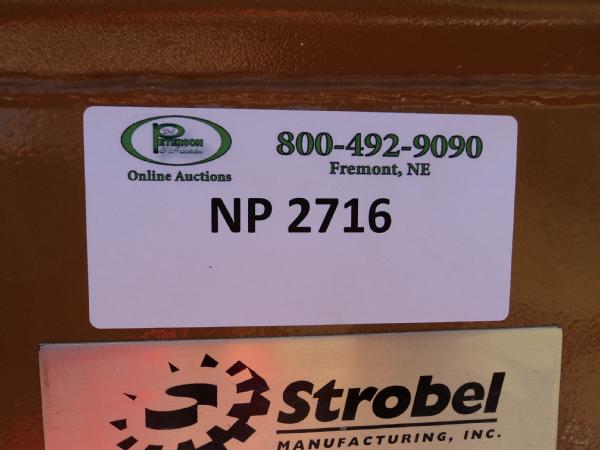 PETERSON
Online Auctions
800-492-9090
Fremont, NE
NP 2716
Strobel
MANUFACTURING, INC.